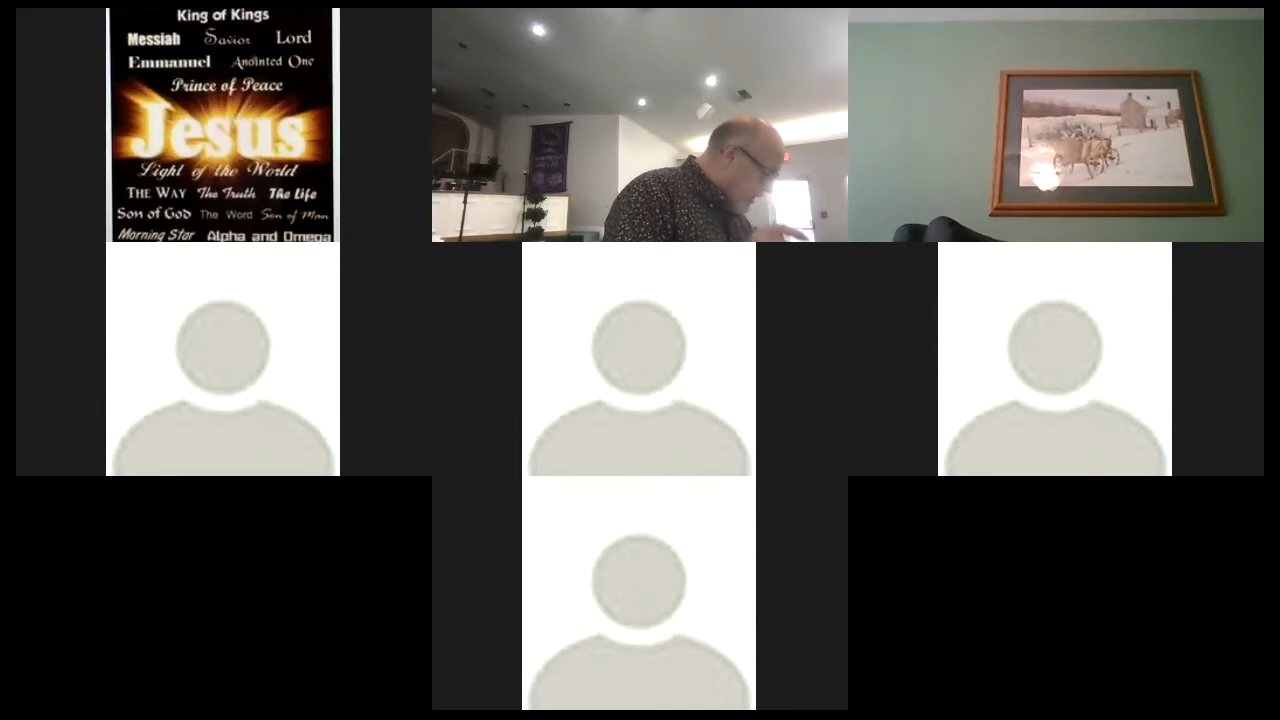 King of Kings
Messiah Savior Lord
Emmanuel Anointed One
Prince of Peace
Jesus
Light of the World
THE WAY The Truth The Life
Son of God The Word Son of Man
Morning Star Alpha and Omega